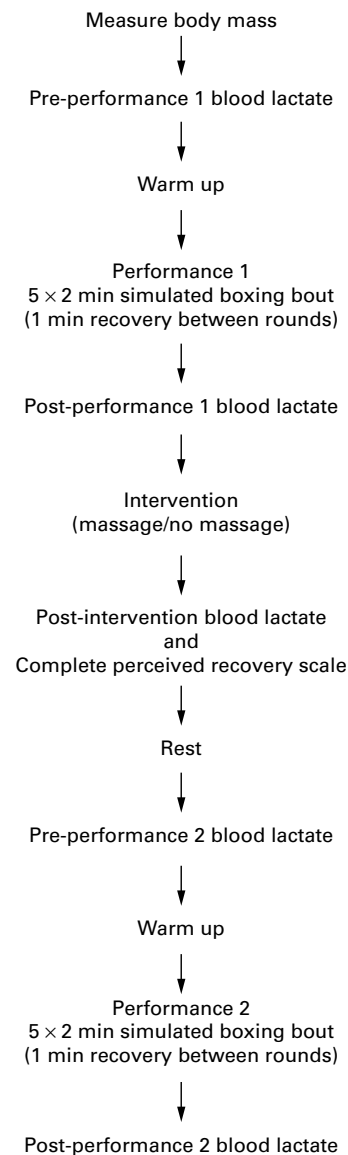 Measure body mass
Pre-performance 1 blood lactate
Warm up
Performance 1
5 × 2 min simulated boxing bout
(1 min recovery between rounds)
Post-performance 1 blood lactate
Intervention
(massage/no massage)
Post-intervention blood lactate
and
Complete perceived recovery scale
Rest
Pre-performance 2 blood lactate
Warm up
Performance 2
5 × 2 min simulated boxing bout
(1 min recovery between rounds)
Post-performance 2 blood lactate